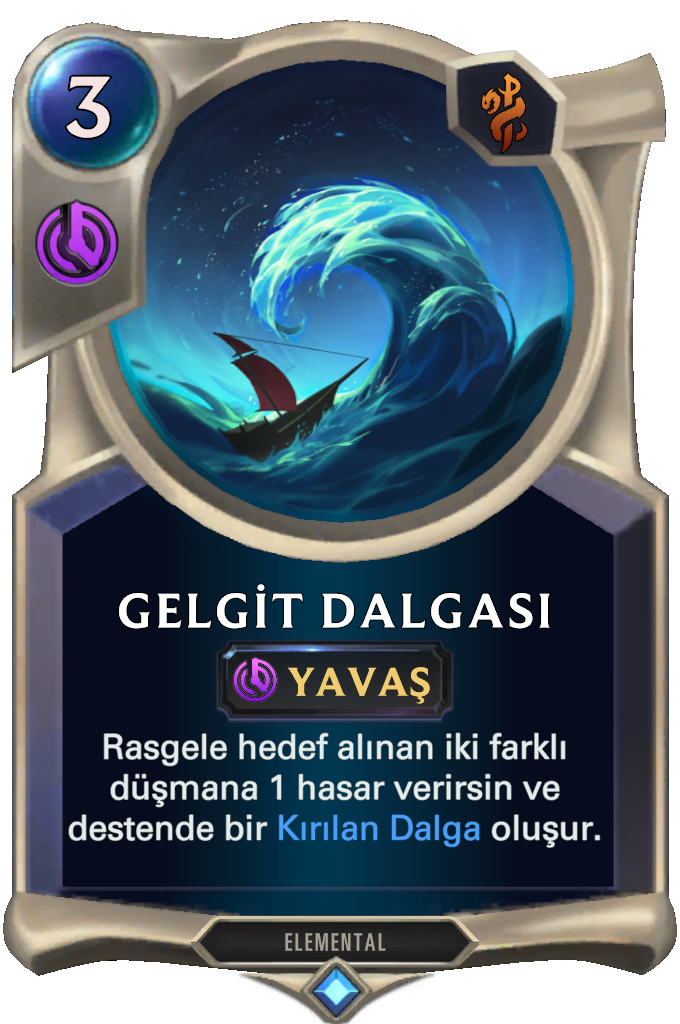 3
GELGİT DALGASI
YAVAŞ
Rasgele hedef alınan iki farklı
düşmana 1 hasar verirsin ve
destende bir Kırılan Dalga oluşur.
ELEMENTAL